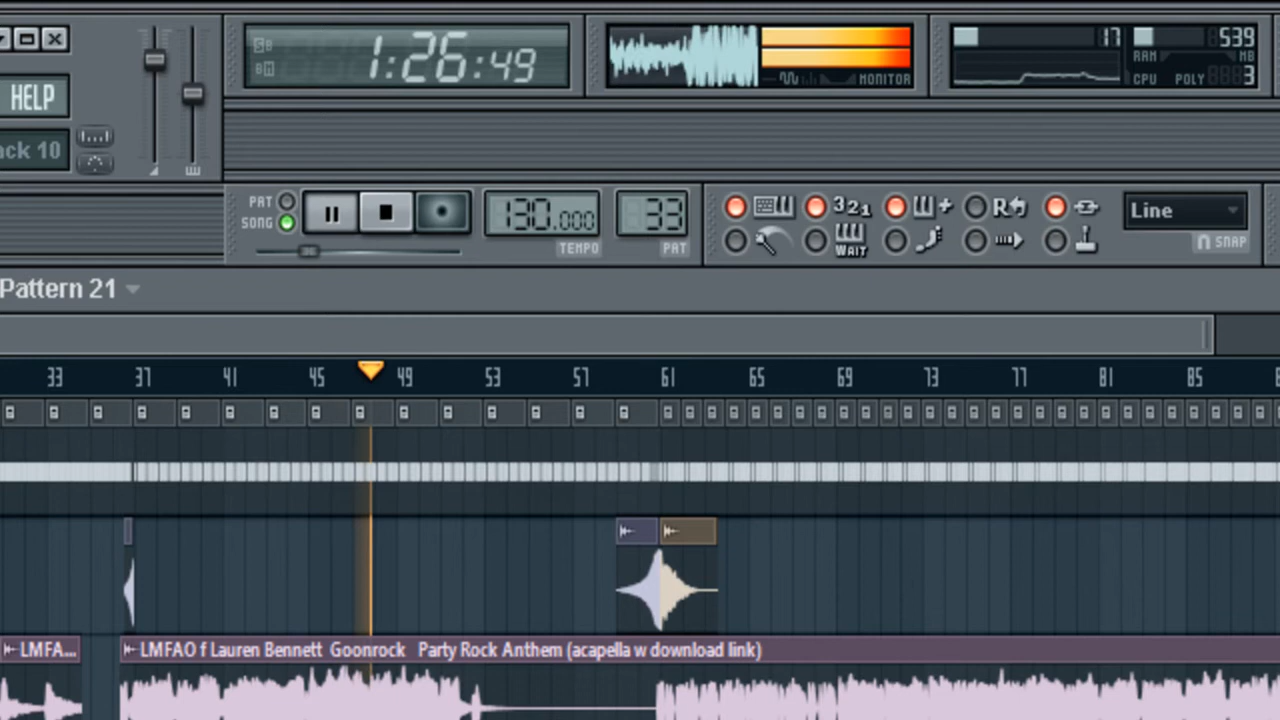 1:26:49
MONITOR
17
539
RAM
MB
CPU POLY 3
HELP
ack 10
PAT
SONG
130.000
TEMPO
33
PAT
321
R
WAIT
Line
SNAP
Pattern 21
33 37 41 45 49 53 57 61 65 69 73 77 81 85
LMFA...
LMFAO f Lauren Bennett Goonrock Party Rock Anthem (acapella w download link)